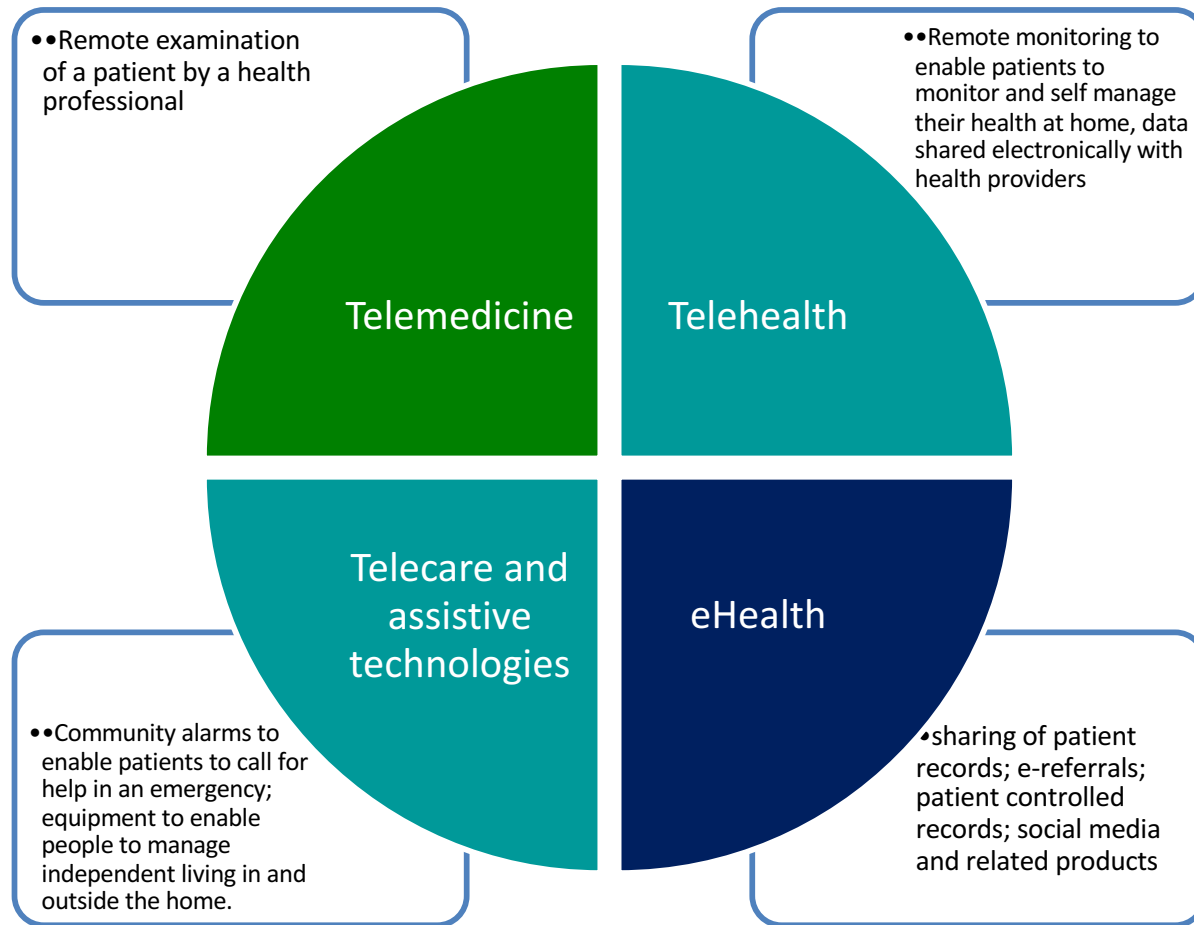 ••Remote examination
of a patient by a health
professional
••Remote monitoring to
enable patients to
monitor and self manage
their health at home, data
shared electronically with
health providers
Telemedicine
Telehealth
Telecare and
assistive
technologies
eHealth
••Community alarms to
enable patients to call for
help in an emergency;
equipment to enable
people to manage
independent living in and
outside the home.
•sharing of patient
records; e-referrals;
patient controlled
records; social media
and related products